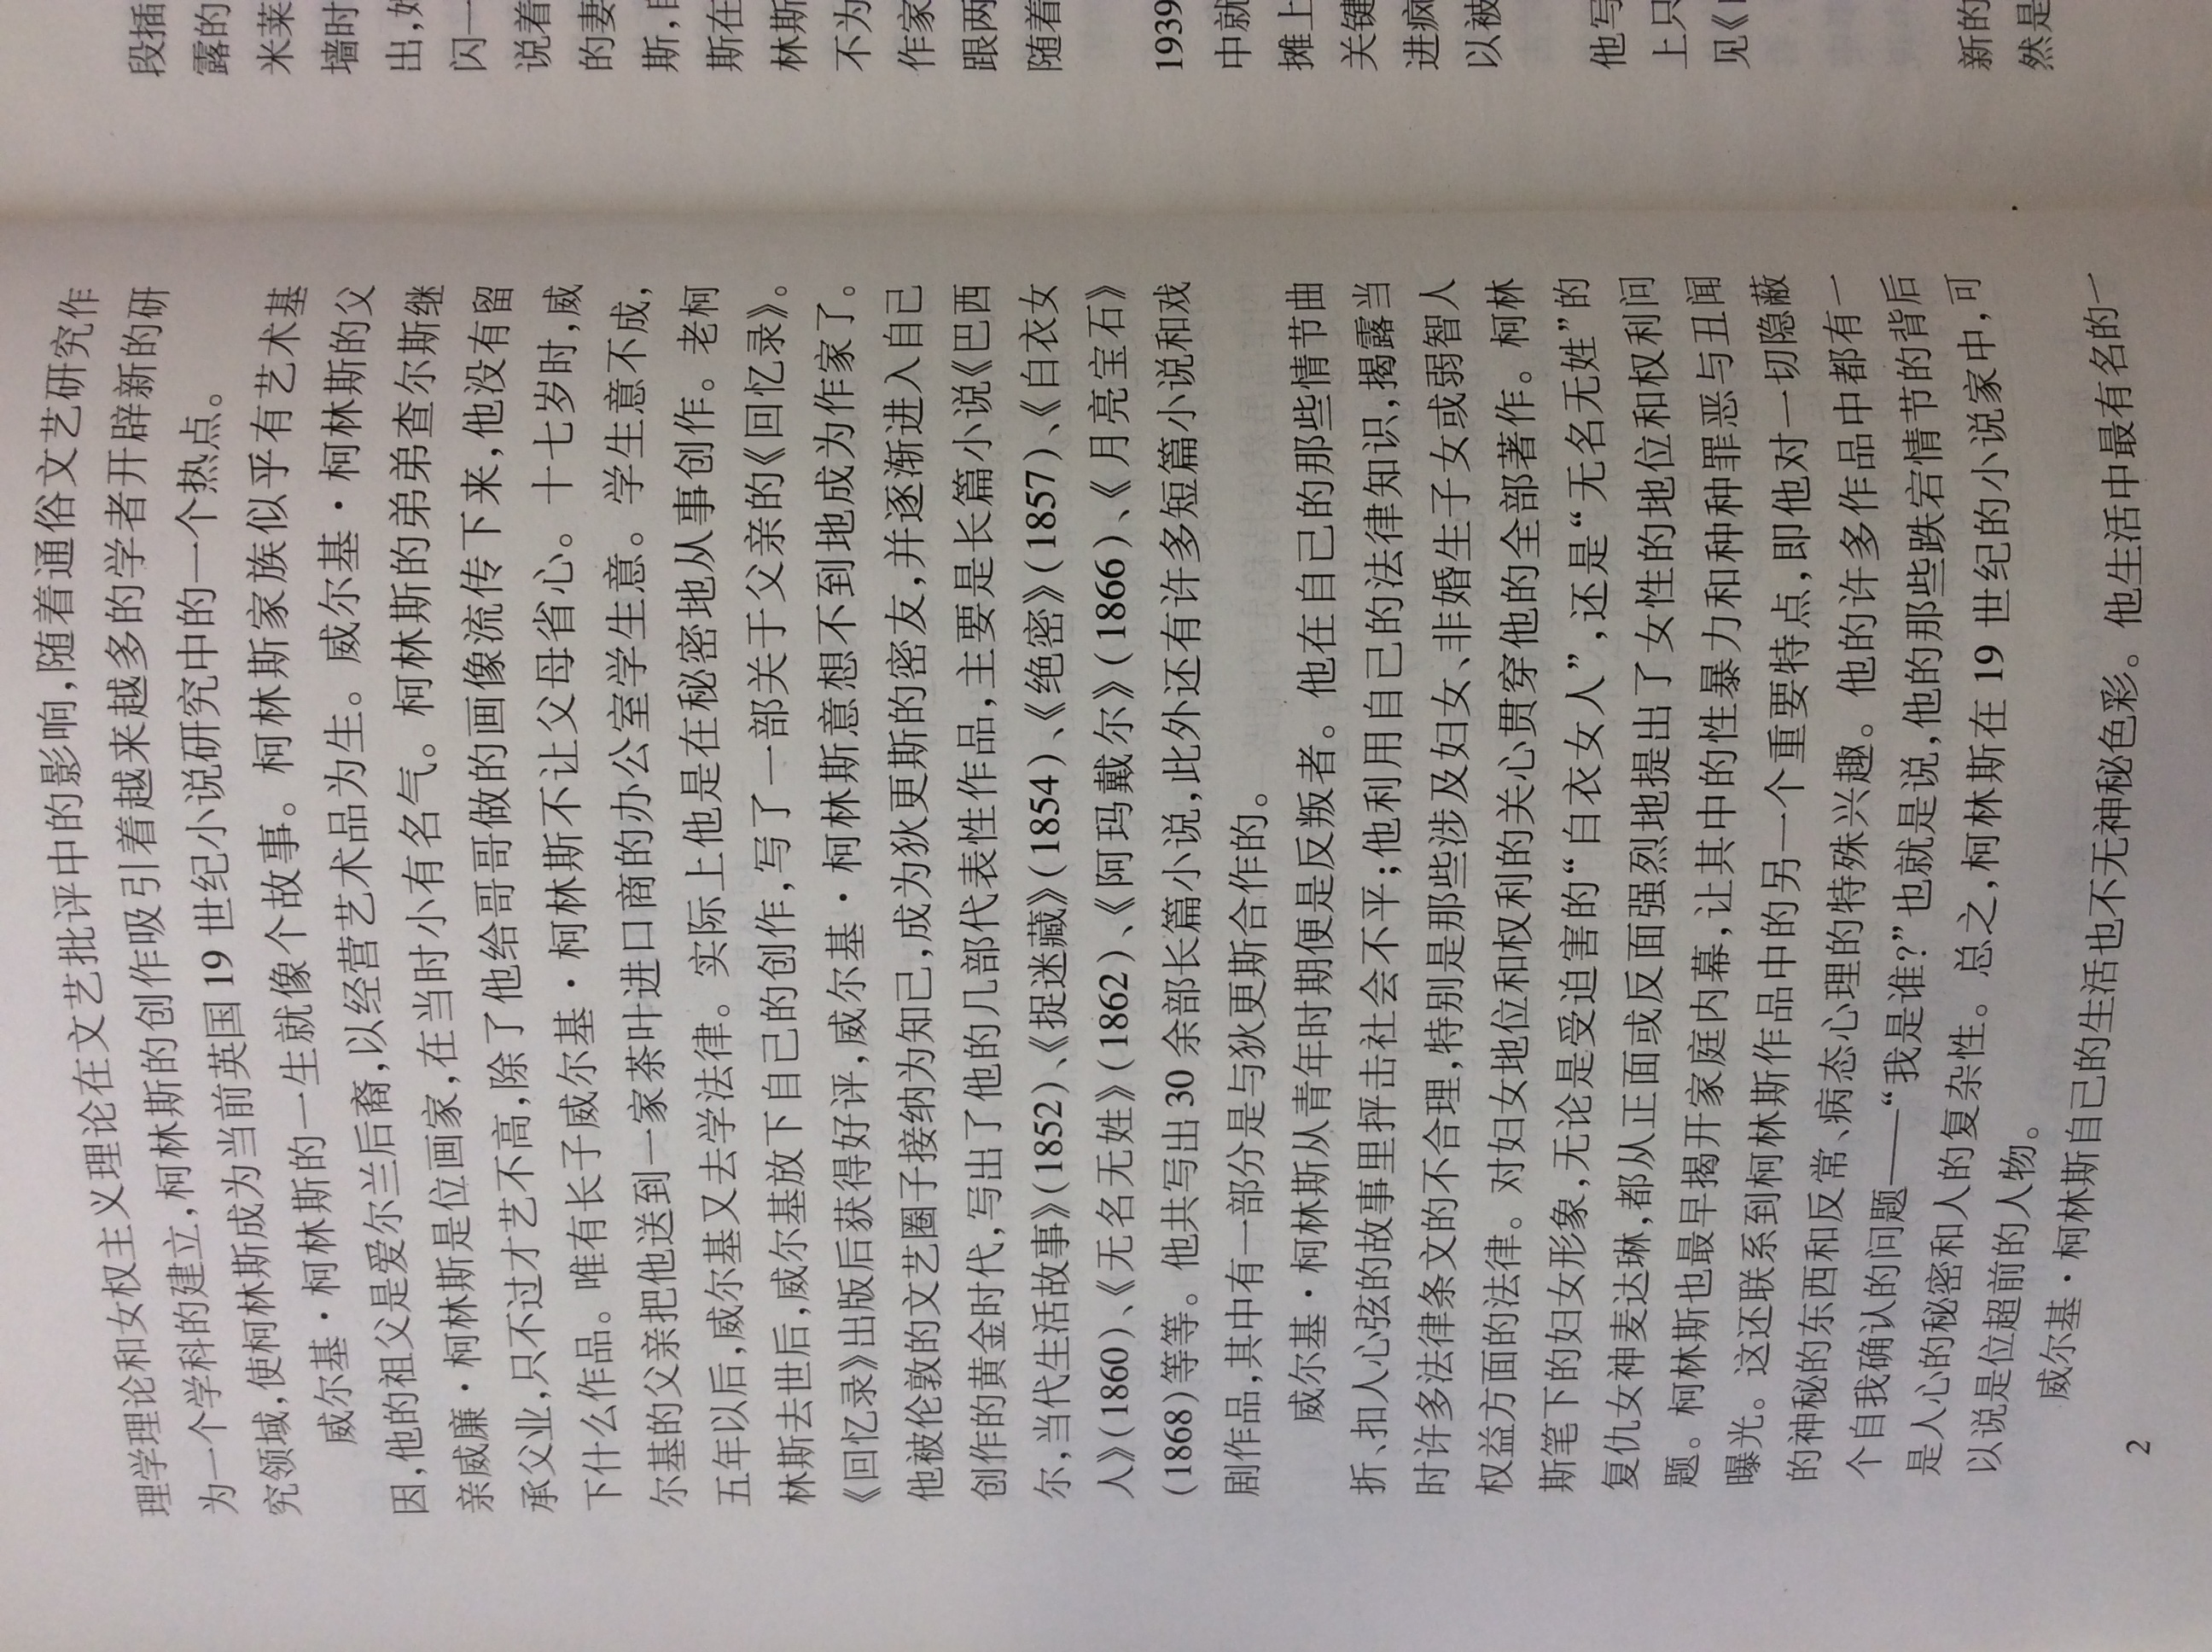 理学理论和女权主义理论在文艺批评中的影响,随着通俗文艺研究作
为一个学科的建立,柯林斯的创作吸引着越来越多的学者开辟新的研
究领域,使柯林斯成为当前英国19世纪小说研究中的一个热点。
威尔基·柯林斯的一生就像个故事。柯林斯家族似乎有艺术基
因,他的祖父是爱尔兰后裔,以经营艺术品为生。威尔基·柯林斯的父
亲威廉·柯林斯是位画家,在当时小有名气。柯林斯的弟弟查尔斯继
承父业,只不过才艺不高,除了他给哥哥做的画像流传下来,他没有留
下什么作品。唯有长子威尔基·柯林斯不让父母省心。十七岁时,威
尔基的父亲把他送到一家茶叶进口商的办公室学生意。学生意不成,
五年以后,威尔基又去学法律。实际上他是在秘密地从事创作。老柯
林斯去世后,威尔基放下自己的创作,写了一部关于父亲的《回忆录》。
《回忆录》出版后获得好评,威尔基·柯林斯意想不到地成为作家了。
他被伦敦的文艺圈子接纳为知己,成为狄更斯的密友,并逐渐进入自己
创作的黄金时代,写出了他的几部代表性作品,主要是长篇小说《巴西
尔,当代生活故事》(1852)、《捉迷藏》(1854)、《绝密》(1857)、《白衣女
人》(1860)、《无名无姓》(1862)、《阿玛戴尔》(1866)、《月亮宝石》
(1868)等等。他共写出30余部长篇小说,此外还有许多短篇小说和戏
剧作品,其中有一部分是与狄更斯合作的。
威尔基·柯林斯从青年时期便是反叛者。他在自己的那些情节曲
折、扣人心弦的故事里抨击社会不平;他利用自己的法律知识,揭露当
时许多法律条文的不合理,特别是那些涉及妇女、非婚生子女或弱智人
权益方面的法律。对妇女地位和权利的关心贯穿他的全部著作。柯林
斯笔下的妇女形象,无论是受迫害的“白衣女人”,还是“无名无姓”的
复仇女神麦达琳,都从正面或反面强烈地提出了女性的地位和权利问
题。柯林斯也最早揭开家庭内幕,让其中的性暴力和种种罪恶与丑闻
曝光。这还联系到柯林斯作品中的另一个重要特点,即他对一切隐蔽
的神秘的东西和反常、病态心理的特殊兴趣。他的许多作品中都有一
个自我确认的问题——“我是谁?”也就是说,他的那些跌宕情节的背后
是人心的秘密和人的复杂性。总之,柯林斯在19世纪的小说家中,可
以说是位超前的人物。
威尔基·柯林斯自己的生活也不无神秘色彩。他生活中最有名的一
2
段插
露的
米莱
墙时
出,
闪一
说着
的妻
斯,
斯在
林斯
不为
作家
跟两
随着
1939
中就
摊上
关键
进疯
以被
他写
上只
见《
新的
然是